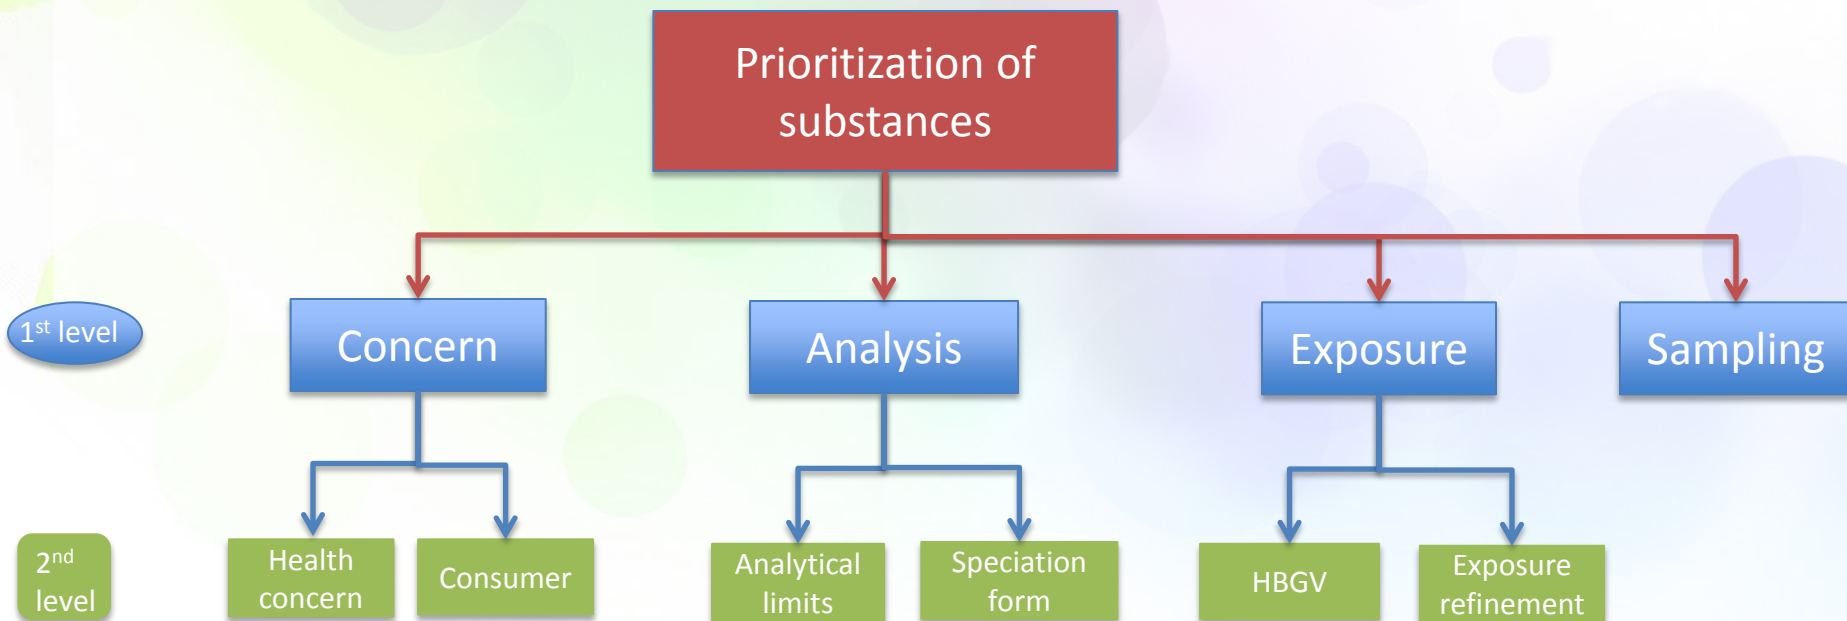 Prioritization of
substances
1st level
Concern
Analysis
Exposure
Sampling
2nd
level
Health
concern
Consumer
Analytical
limits
Speciation
form
HBGV
Exposure
refinement